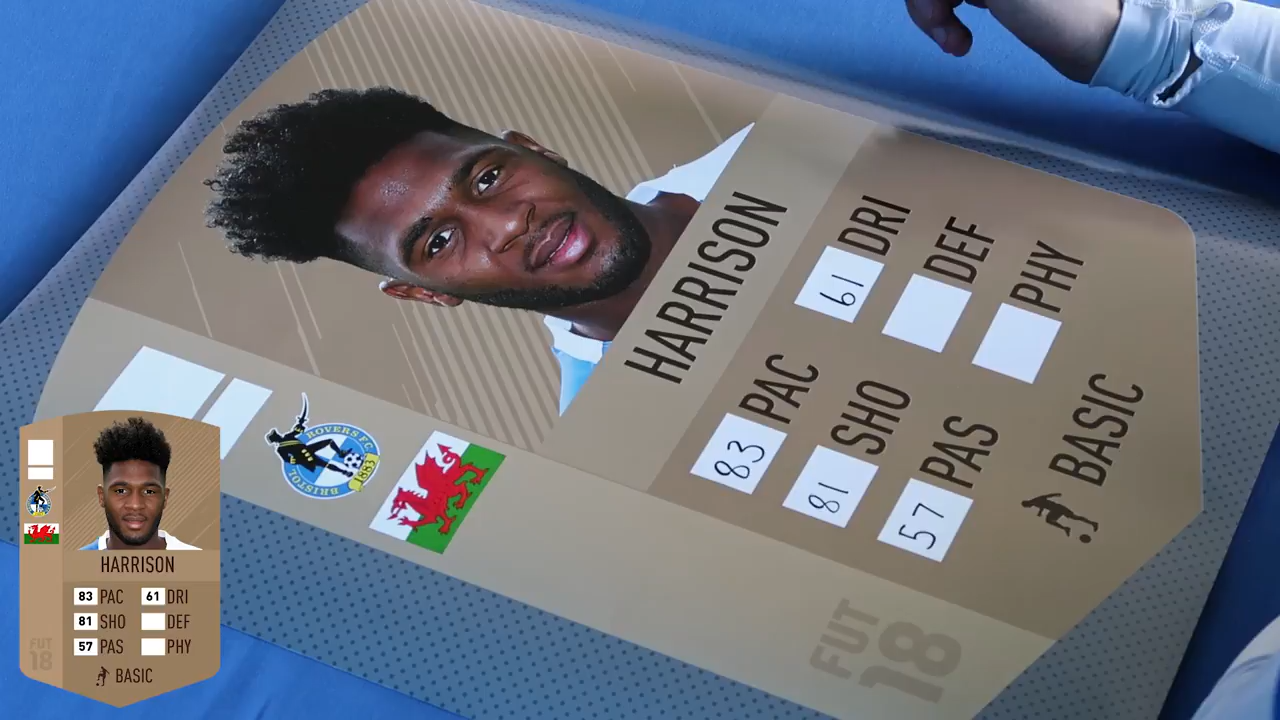 HARRISON
83 PAC
61 DRI
81 SHO
DEF
57 PAS
PHY
BASIC
FUT
18
ROVERS FC
BRISTOL
1883
HARRISON
83 PAC 61 DRI
81 SHO DEF
57 PAS PHY
FUT
18
BASIC